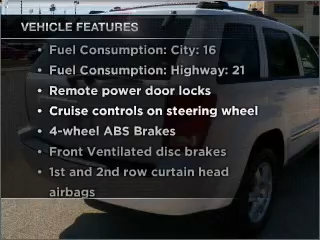 VEHICLE FEATURES
• Fuel Consumption: City: 16
• Fuel Consumption: Highway: 21
• Remote power door locks
• Cruise controls on steering wheel
• 4-wheel ABS Brakes
• Front Ventilated disc brakes
• 1st and 2nd row curtain head
airbags